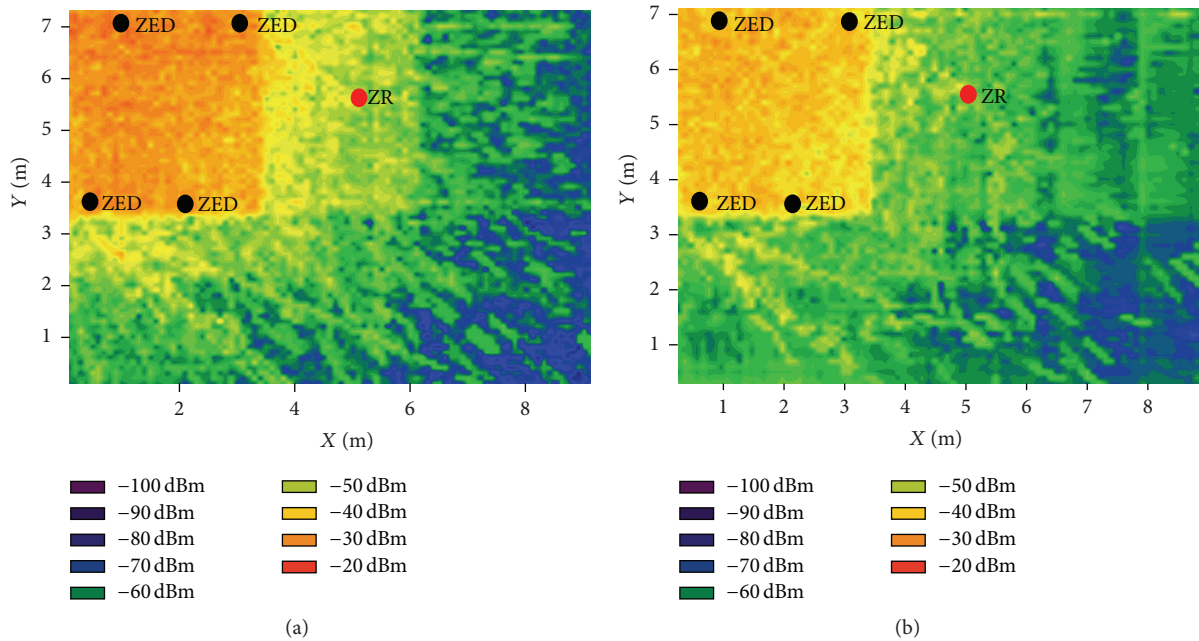 7
6
5
4
3
2
1
Y (m)
ZED
ZED
ZR
ZED
ZED
2
4
6
8
X (m)
−100 dBm
−90 dBm
−80 dBm
−70 dBm
−60 dBm
−50 dBm
−40 dBm
−30 dBm
−20 dBm
(a)
7
6
5
4
3
2
1
Y (m)
ZED
ZED
ZR
ZED
ZED
1
2
3
4
5
6
7
8
X (m)
−100 dBm
−90 dBm
−80 dBm
−70 dBm
−60 dBm
−50 dBm
−40 dBm
−30 dBm
−20 dBm
(b)